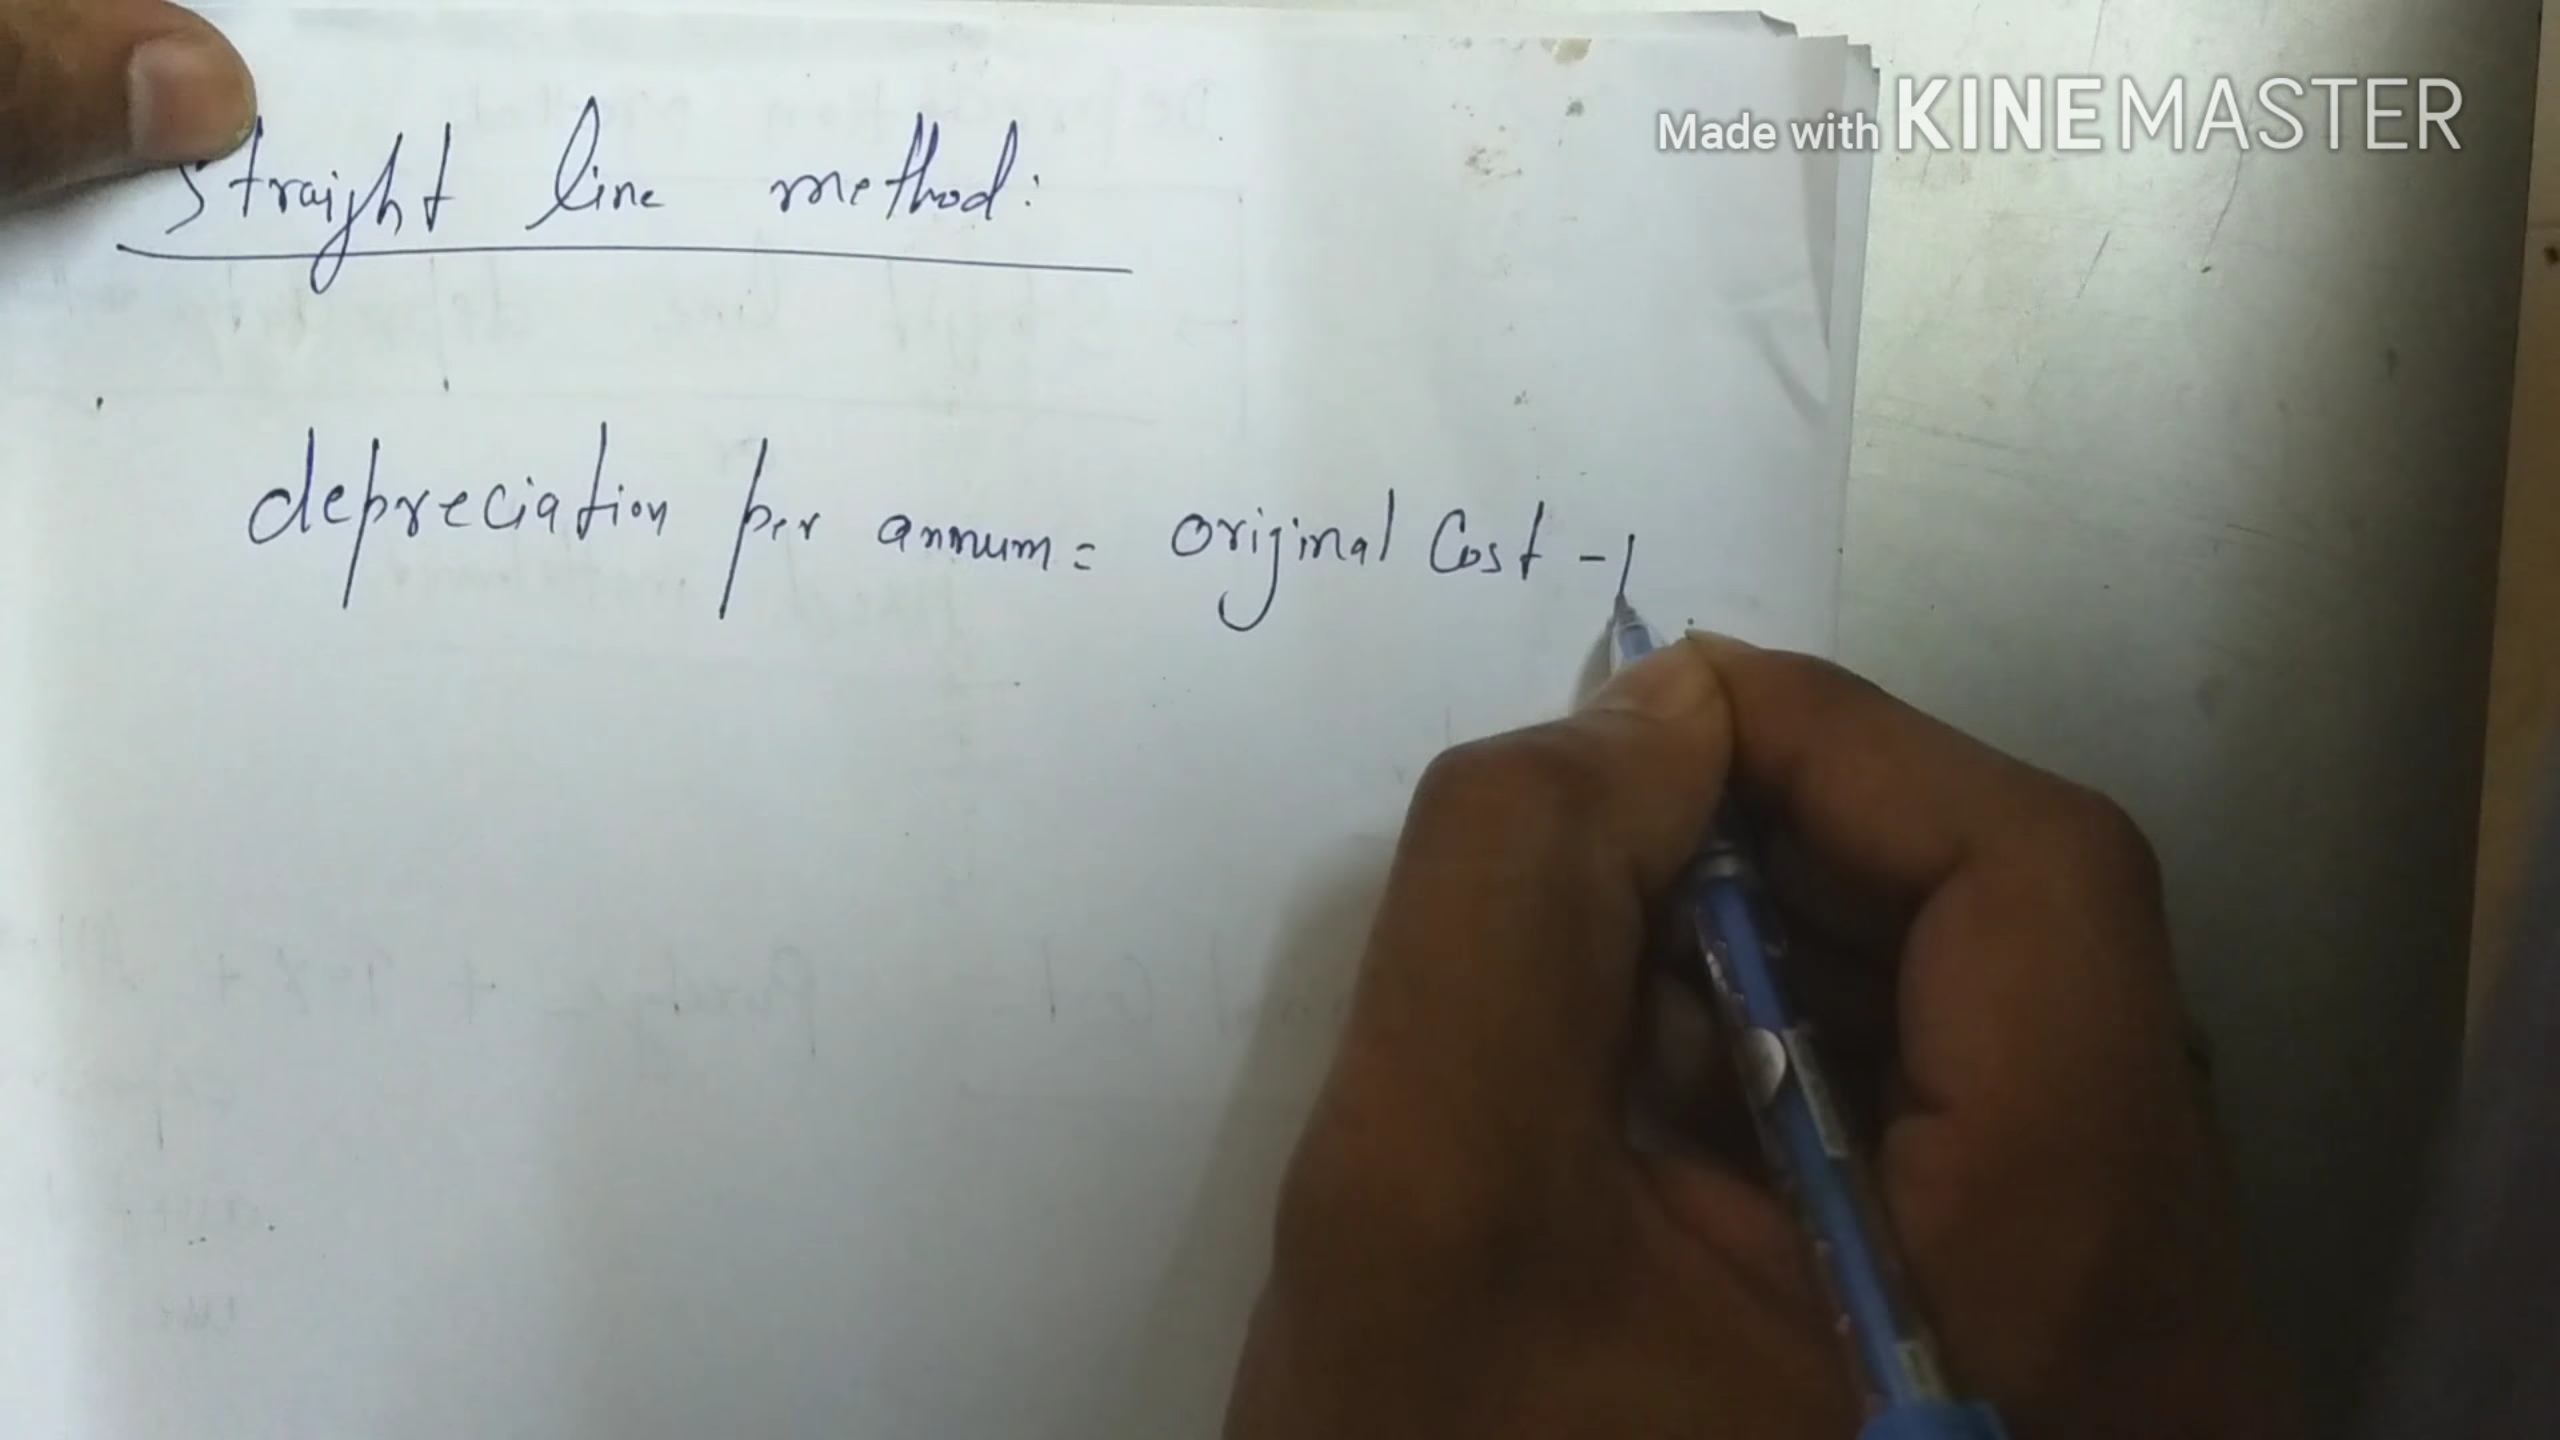 Made with KINEMASTER
straight line method:
depreciation per annum = original Cost -